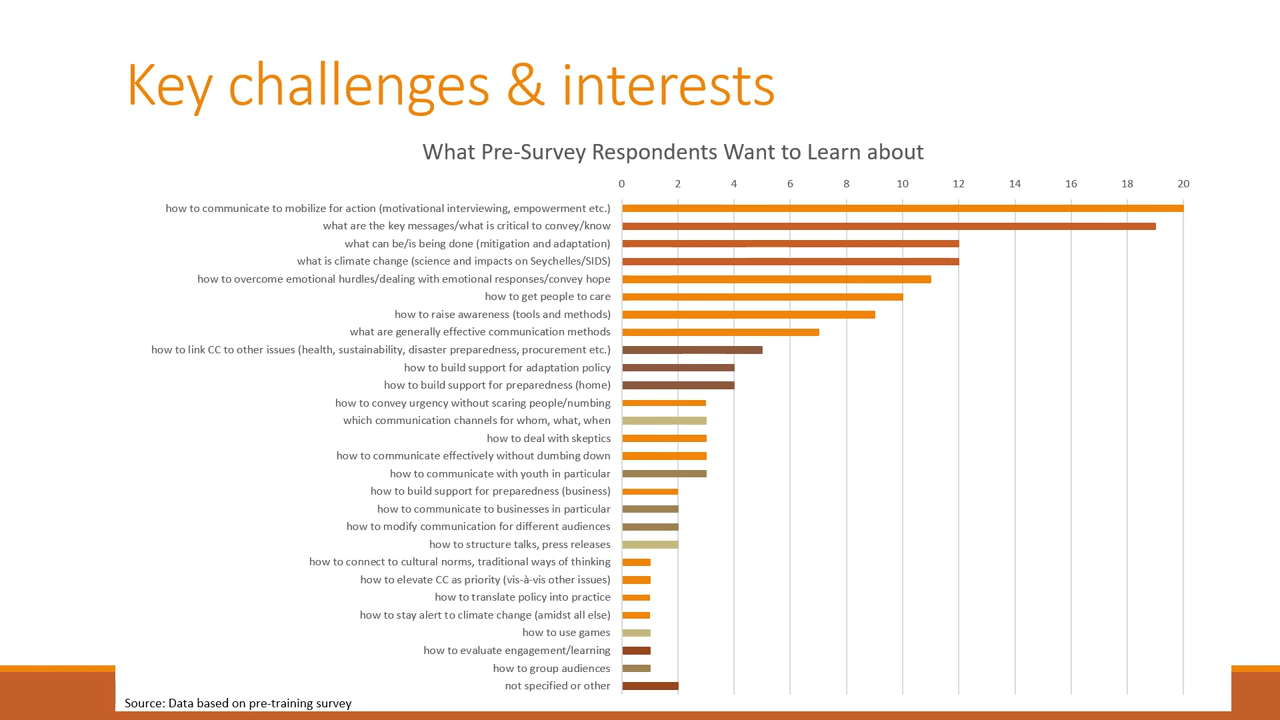 Key challenges & interests
What Pre-Survey Respondents Want to Learn about
0 2 4 6 8 10 12 14 16 18 20
how to communicate to mobilize for action (motivational interviewing, empowerment etc.)
what are the key messages/what is critical to convey/know
what can be/is being done (mitigation and adaptation)
what is climate change (science and impacts on Seychelles/SIDS)
how to overcome emotional hurdles/dealing with emotional responses/convey hope
how to get people to care
how to raise awareness (tools and methods)
what are generally effective communication methods
how to link CC to other issues (health, sustainability, disaster preparedness, procurement etc.)
how to build support for adaptation policy
how to build support for preparedness (home)
how to convey urgency without scaring people/numbing
which communication channels for whom, what, when
how to deal with skeptics
how to communicate effectively without dumbing down
how to communicate with youth in particular
how to build support for preparedness (business)
how to communicate to businesses in particular
how to modify communication for different audiences
how to structure talks, press releases
how to connect to cultural norms, traditional ways of thinking
how to elevate CC as priority (vis-à-vis other issues)
how to translate policy into practice
how to stay alert to climate change (amidst all else)
how to use games
how to evaluate engagement/learning
how to group audiences
not specified or other
Source: Data based on pre-training survey